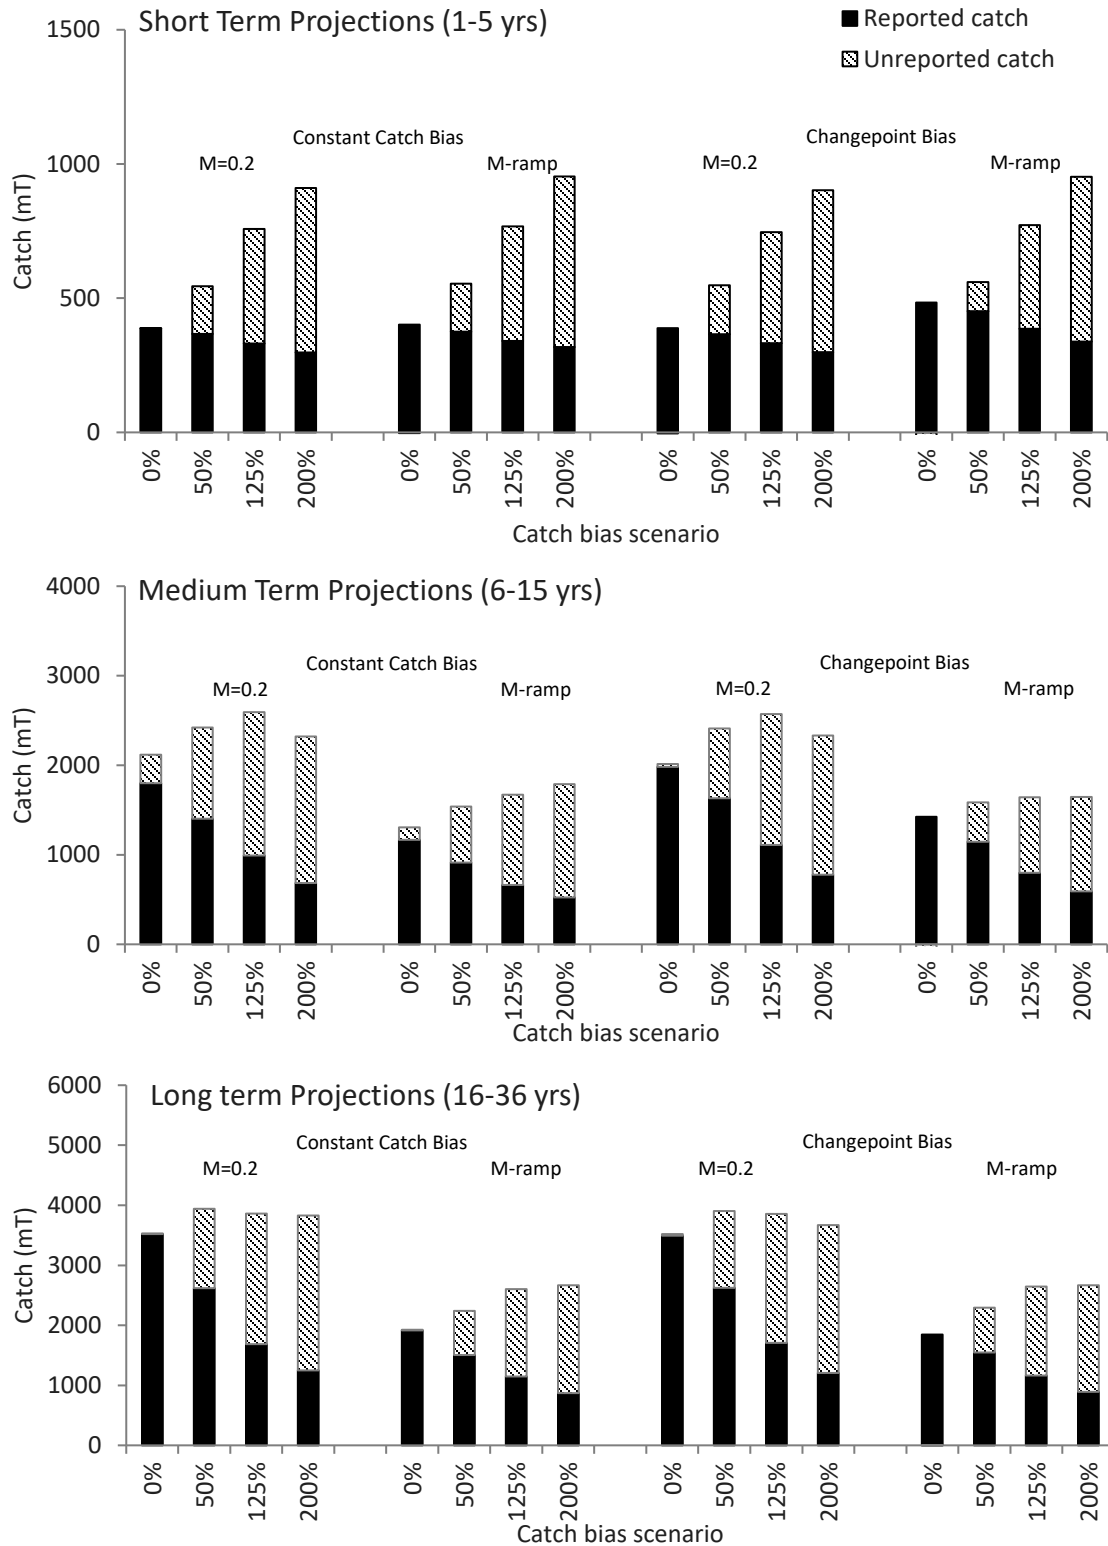 Short Term Projections (1-5 yrs)
Reported catch
Unreported catch
1500
1000
500
0
Catch (mT)
Constant Catch Bias
Changepoint Bias
M=0.2
M-ramp
M=0.2
M-ramp
0% 50% 125% 200% 0% 50% 125% 200% 0% 50% 125% 200% 0% 50% 125% 200%
Catch bias scenario
Medium Term Projections (6-15 yrs)
4000
3000
2000
1000
0
Catch (mT)
Constant Catch Bias
Changepoint Bias
M=0.2
M-ramp
M=0.2
M-ramp
0% 50% 125% 200% 0% 50% 125% 200% 0% 50% 125% 200% 0% 50% 125% 200%
Catch bias scenario
Long term Projections (16-36 yrs)
6000
5000
4000
3000
2000
1000
0
Catch (mT)
Constant Catch Bias
Changepoint Bias
M=0.2
M-ramp
M=0.2
M-ramp
0% 50% 125% 200% 0% 50% 125% 200% 0% 50% 125% 200% 0% 50% 125% 200%
Catch bias scenario